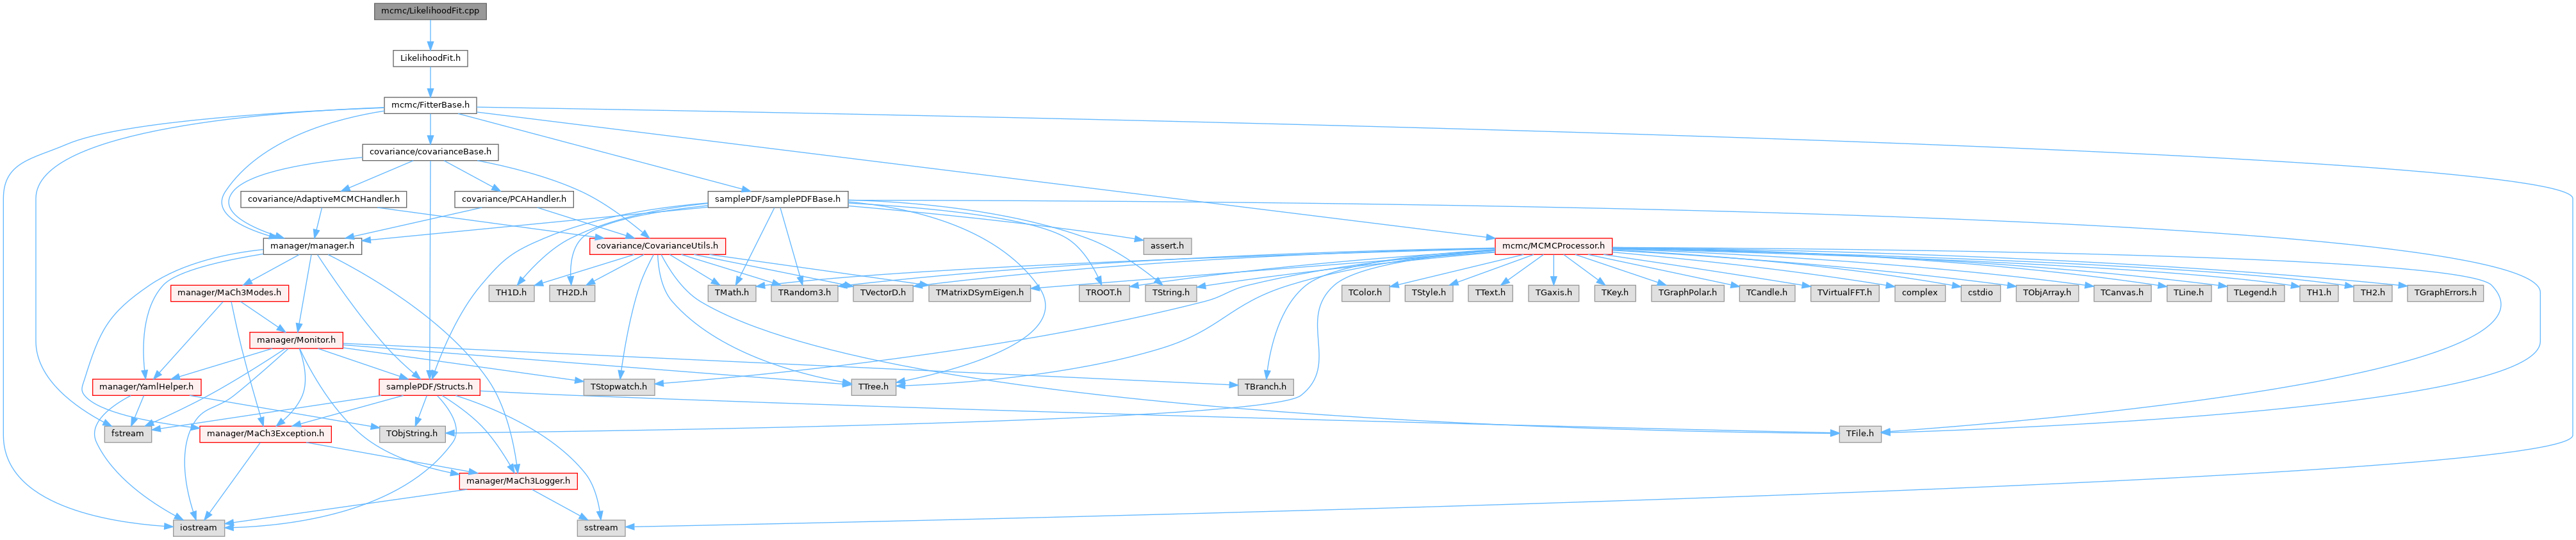 mcmc/LikelihoodFit.cpp
LikelihoodFit.h
mcmc/FitterBase.h
covariance/covarianceBase.h
covariance/AdaptiveMCMCHandler.h
covariance/PCAHandler.h
samplePDF/samplePDFBase.h
manager/manager.h
covariance/CovarianceUtils.h
assert.h
mcmc/MCMCProcessor.h
manager/MaCh3Modes.h
TH1D.h
TH2D.h
TMath.h
TRandom3.h
TVectorD.h
TMatrixDSymEigen.h
TROOT.h
TString.h
TColor.h
TStyle.h
TText.h
TGaxis.h
TKey.h
TGraphPolar.h
TCandle.h
TVirtualFFT.h
complex
cstdio
TObjArray.h
TCanvas.h
TLine.h
TLegend.h
TH1.h
TH2.h
TGraphErrors.h
manager/Monitor.h
manager/YamlHelper.h
samplePDF/Structs.h
TStopwatch.h
TTree.h
TBranch.h
fstream
manager/MaCh3Exception.h
TObjString.h
TFile.h
manager/MaCh3Logger.h
iostream
sstream